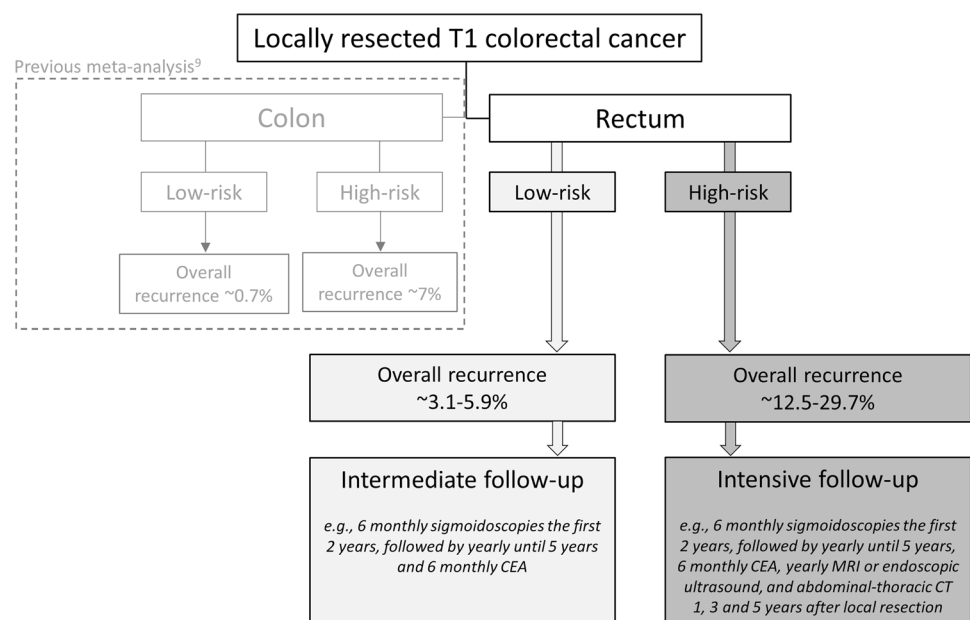 Locally resected T1 colorectal cancer
Previous meta-analysis⁹
Colon
Rectum
Low-risk
High-risk
Low-risk
High-risk
Overall
recurrence ~0.7%
Overall
recurrence ~7%
Overall recurrence
~3.1-5.9%
Overall recurrence
~12.5-29.7%
Intermediate follow-up
e.g., 6 monthly sigmoidoscopies the first
2 years, followed by yearly until 5 years
and 6 monthly CEA
Intensive follow-up
e.g., 6 monthly sigmoidoscopies the first
2 years, followed by yearly until 5 years,
6 monthly CEA, yearly MRI or endoscopic
ultrasound, and abdominal-thoracic CT
1, 3 and 5 years after local resection